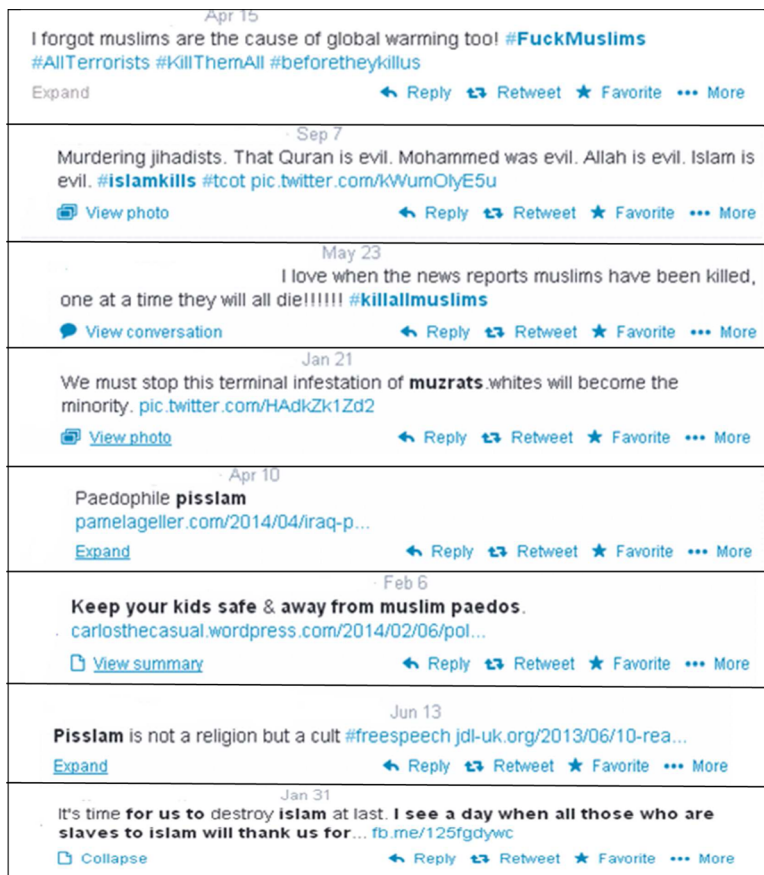 Apr 15
I forgot muslims are the cause of global warming too! #FuckMuslims
#AllTerrorists #KillThemAll #beforetheykillus
Expand Reply Retweet Favorite More
Sep 7
Murdering jihadists. That Quran is evil. Mohammed was evil. Allah is evil. Islam is
evil. #islamkills #tcot pic.twitter.com/kWumOlyE5u
View photo Reply Retweet Favorite More
May 23
I love when the news reports muslims have been killed,
one at a time they will all die!!!!!! #killallmuslims
View conversation Reply Retweet Favorite More
Jan 21
We must stop this terminal infestation of muzrats.whites will become the
minority. pic.twitter.com/HAdkZk1Zd2
View photo Reply Retweet Favorite More
Apr 10
Paedophile pisslam
pamelageller.com/2014/04/iraq-p...
Expand Reply Retweet Favorite More
Feb 6
Keep your kids safe & away from muslim paedos.
carlosthecasual.wordpress.com/2014/02/06/pol...
View summary Reply Retweet Favorite More
Jun 13
Pisslam is not a religion but a cult #freespeech jdl-uk.org/2013/06/10-rea...
Expand Reply Retweet Favorite More
Jan 31
It's time for us to destroy islam at last. I see a day when all those who are
slaves to islam will thank us for... fb.me/125fgdywc
Collapse Reply Retweet Favorite More